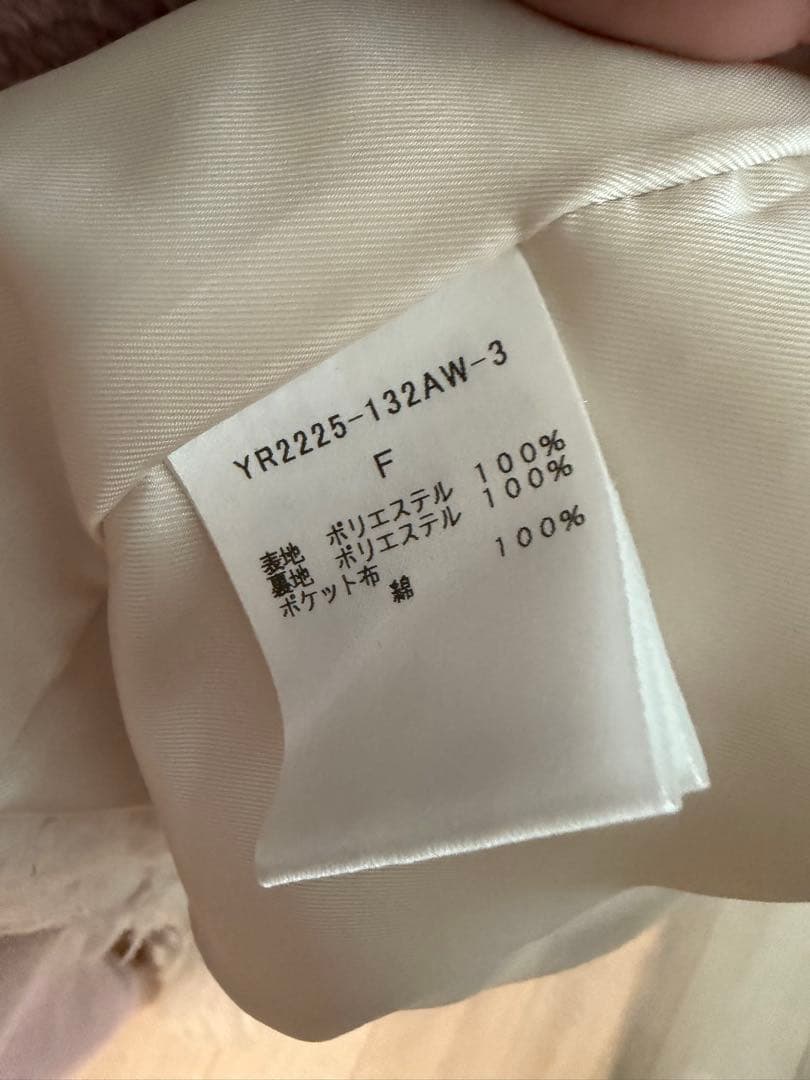 YR2225-132AW-3
F
表地 ポリエステル 100%
裏地 ポリエステル 100%
ポケット布
綿 100%